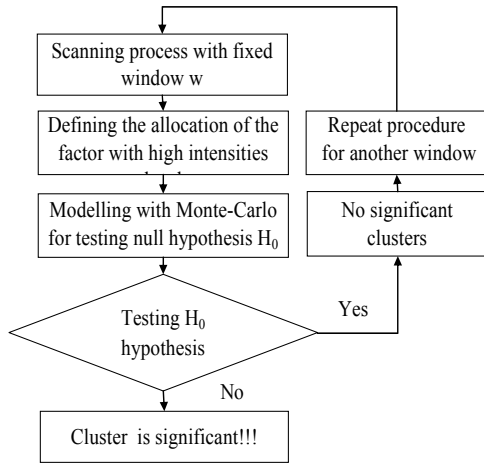 Scanning process with fixed
window w
Defining the allocation of the
factor with high intensities
Modelling with Monte-Carlo
for testing null hypothesis H₀
Testing H₀
hypothesis
Yes
No
Cluster is significant!!!
No significant
clusters
Repeat procedure
for another window